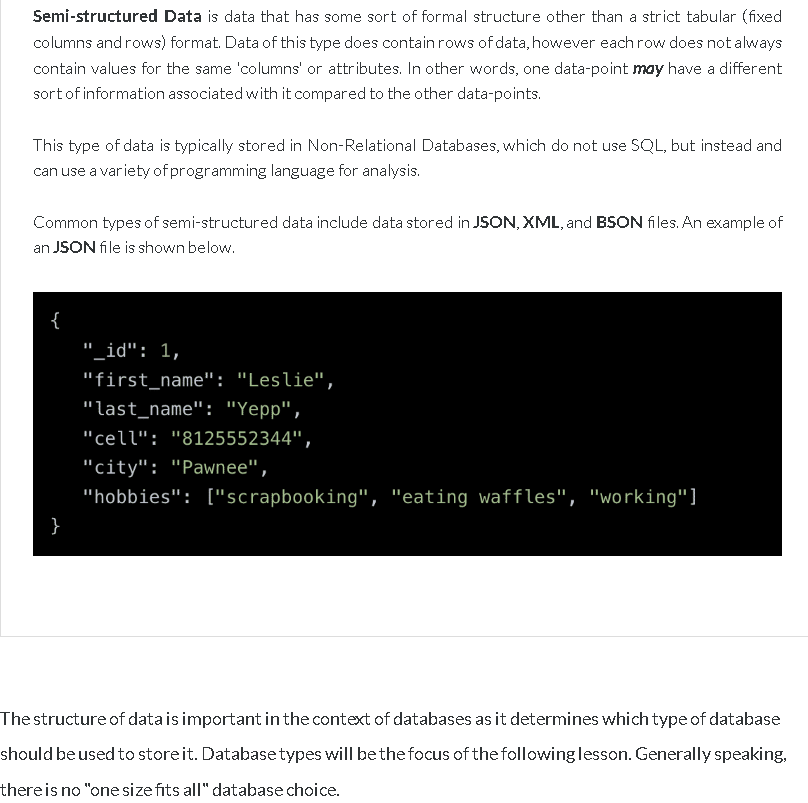 Semi-structured Data is data that has some sort of formal structure other than a strict tabular (fixed
columns and rows) format. Data of this type does contain rows of data, however each row does not always
contain values for the same 'columns' or attributes. In other words, one data-point may have a different
sort of information associated with it compared to the other data-points.
This type of data is typically stored in Non-Relational Databases, which do not use SQL, but instead and
can use a variety of programming language for analysis.
Common types of semi-structured data include data stored in JSON, XML, and BSON files. An example of
an JSON file is shown below.
{
"_id": 1,
"first_name": "Leslie",
"last_name": "Yepp",
"cell": "8125552344",
"city": "Pawnee",
"hobbies": ["scrapbooking", "eating waffles", "working"]
}
The structure of data is important in the context of databases as it determines which type of database
should be used to store it. Database types will be the focus of the following lesson. Generally speaking,
there is no "one size fits all" database choice.